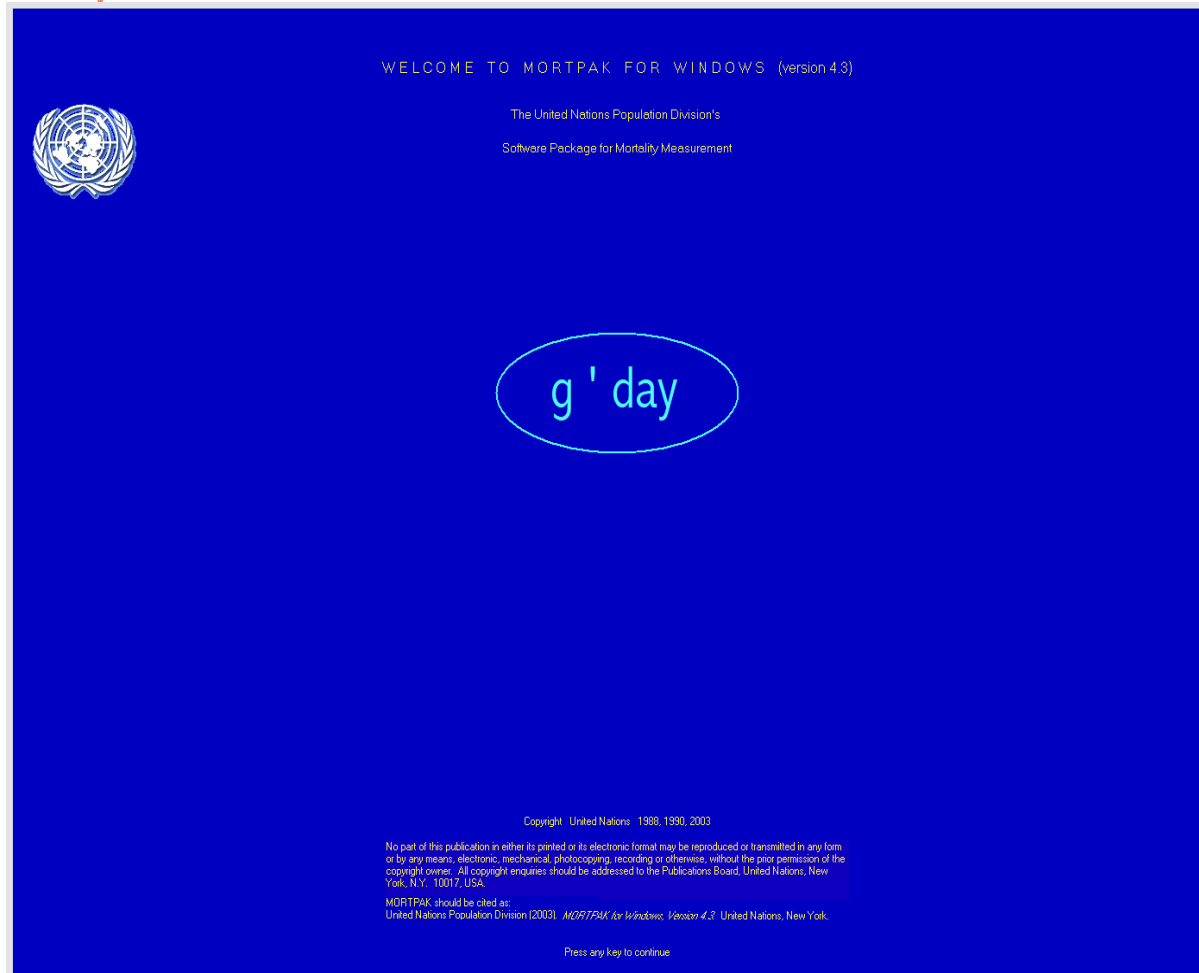 WELCOME TO MORTPAK FOR WINDOWS (version 4.3)
The United Nations Population Division's
Software Package for Mortality Measurement
g ' day
Copyright United Nations 1988, 1990, 2003
No part of this publication in either its printed or its electronic format may be reproduced or transmitted in any form
or by any means, electronic, mechanical, photocopying, recording or otherwise, without the prior permission of the
copyright owner. All copyright enquiries should be addressed to the Publications Board, United Nations, New
York, N.Y. 10017, USA.
MORTPAK should be cited as:
United Nations Population Division (2003). MORTPAK for Windows, Version 4.3. United Nations, New York.
Press any key to continue